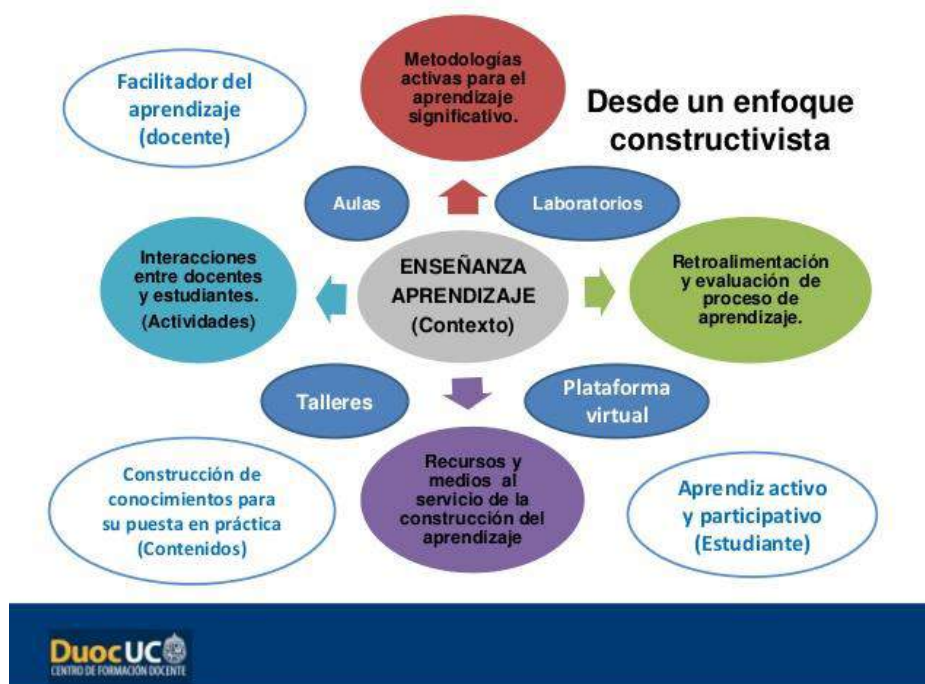 Facilitador del
aprendizaje
(docente)
Metodologías
activas para el
aprendizaje
significativo.
Desde un enfoque
constructivista
Aulas
Laboratorios
Interacciones
entre docentes
y estudiantes.
(Actividades)
ENSEÑANZA
APRENDIZAJE
(Contexto)
Retroalimentación
y evaluación de
proceso de
aprendizaje.
Talleres
Plataforma
virtual
Construcción de
conocimientos para
su puesta en práctica
(Contenidos)
Recursos y
medios al
servicio de la
construcción del
aprendizaje
Aprendiz activo
y participativo
(Estudiante)
DuocUC
CENTRO DE FORMACIÓN DOCENTE